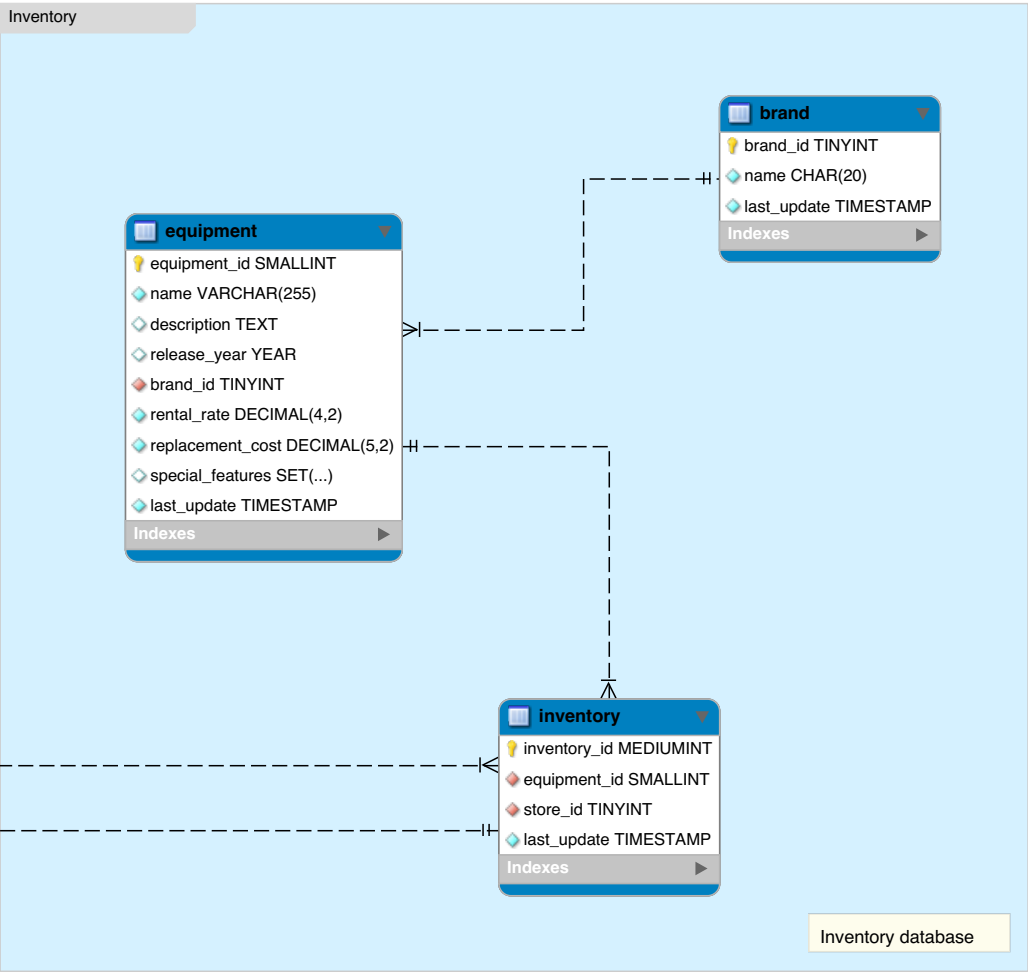 Inventory
brand
brand_id TINYINT
name CHAR(20)
last_update TIMESTAMP
Indexes
equipment
equipment_id SMALLINT
name VARCHAR(255)
description TEXT
release_year YEAR
brand_id TINYINT
rental_rate DECIMAL(4,2)
replacement_cost DECIMAL(5,2)
special_features SET(...)
last_update TIMESTAMP
Indexes
inventory
inventory_id MEDIUMINT
equipment_id SMALLINT
store_id TINYINT
last_update TIMESTAMP
Indexes
Inventory database